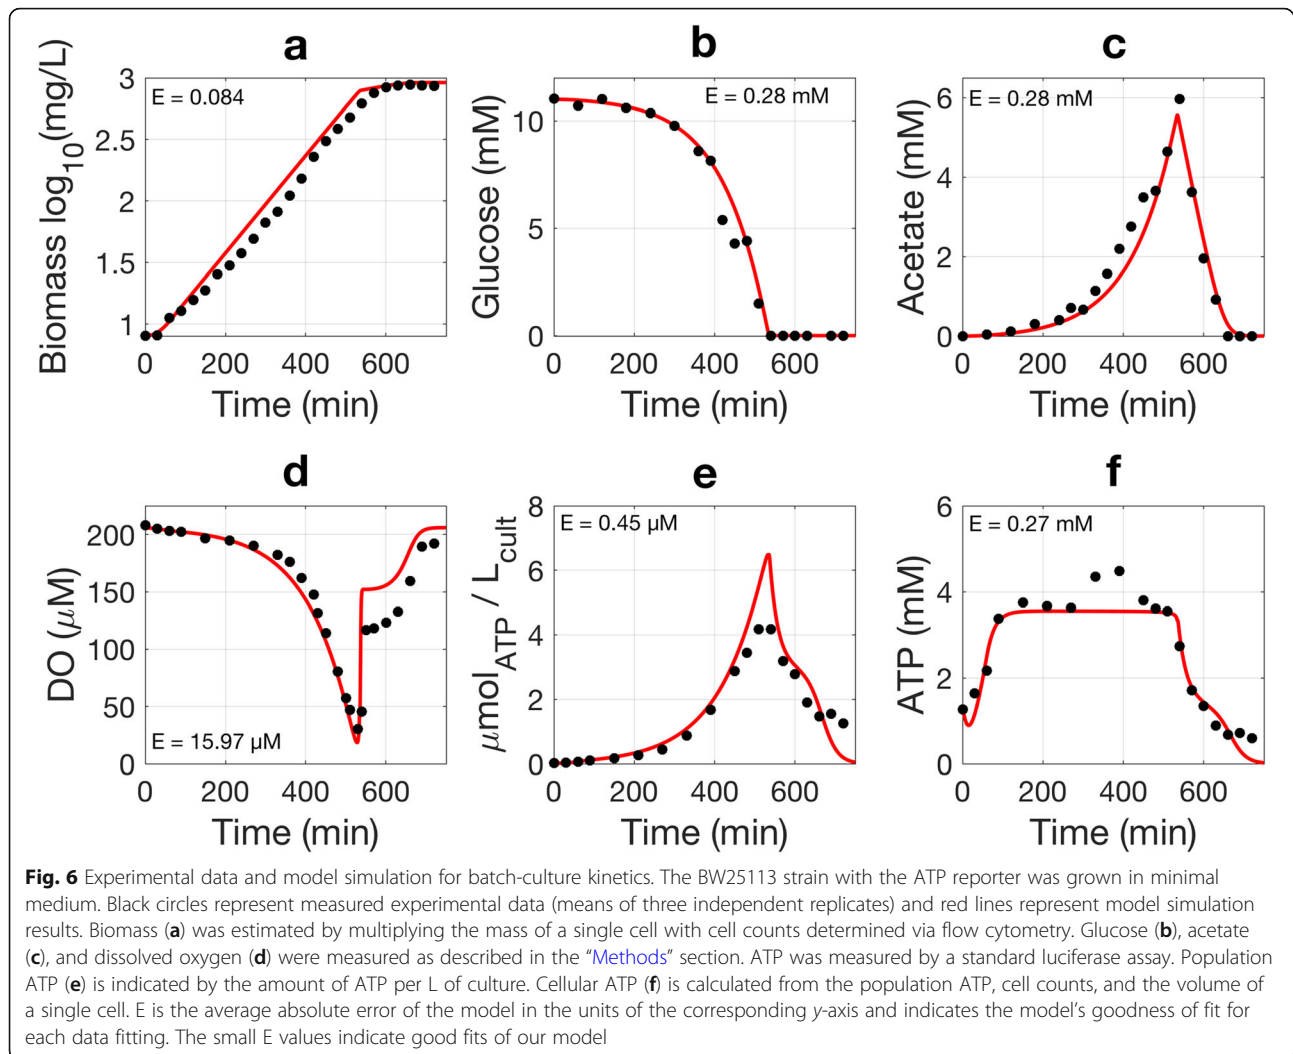 a
b
c
Biomass log10(mg/L)
3
2.5
2
1.5
1
E = 0.084
0 200 400 600
Time (min)
Glucose (mM)
10
5
0
E = 0.28 mM
0 200 400 600
Time (min)
Acetate (mM)
6
4
2
0
E = 0.28 mM
0 200 400 600
Time (min)
d
e
f
DO (μM)
200
150
100
50
0
E = 15.97 μM
0 200 400 600
Time (min)
μmolATP / Lcult
8
6
4
2
0
E = 0.45 μM
0 200 400 600
Time (min)
ATP (mM)
6
4
2
0
E = 0.27 mM
0 200 400 600
Time (min)
Fig. 6 Experimental data and model simulation for batch-culture kinetics. The BW25113 strain with the ATP reporter was grown in minimal
medium. Black circles represent measured experimental data (means of three independent replicates) and red lines represent model simulation
results. Biomass (a) was estimated by multiplying the mass of a single cell with cell counts determined via flow cytometry. Glucose (b), acetate
(c), and dissolved oxygen (d) were measured as described in the “Methods” section. ATP was measured by a standard luciferase assay. Population
ATP (e) is indicated by the amount of ATP per L of culture. Cellular ATP (f) is calculated from the population ATP, cell counts, and the volume of
a single cell. E is the average absolute error of the model in the units of the corresponding y-axis and indicates the model’s goodness of fit for
each data fitting. The small E values indicate good fits of our model